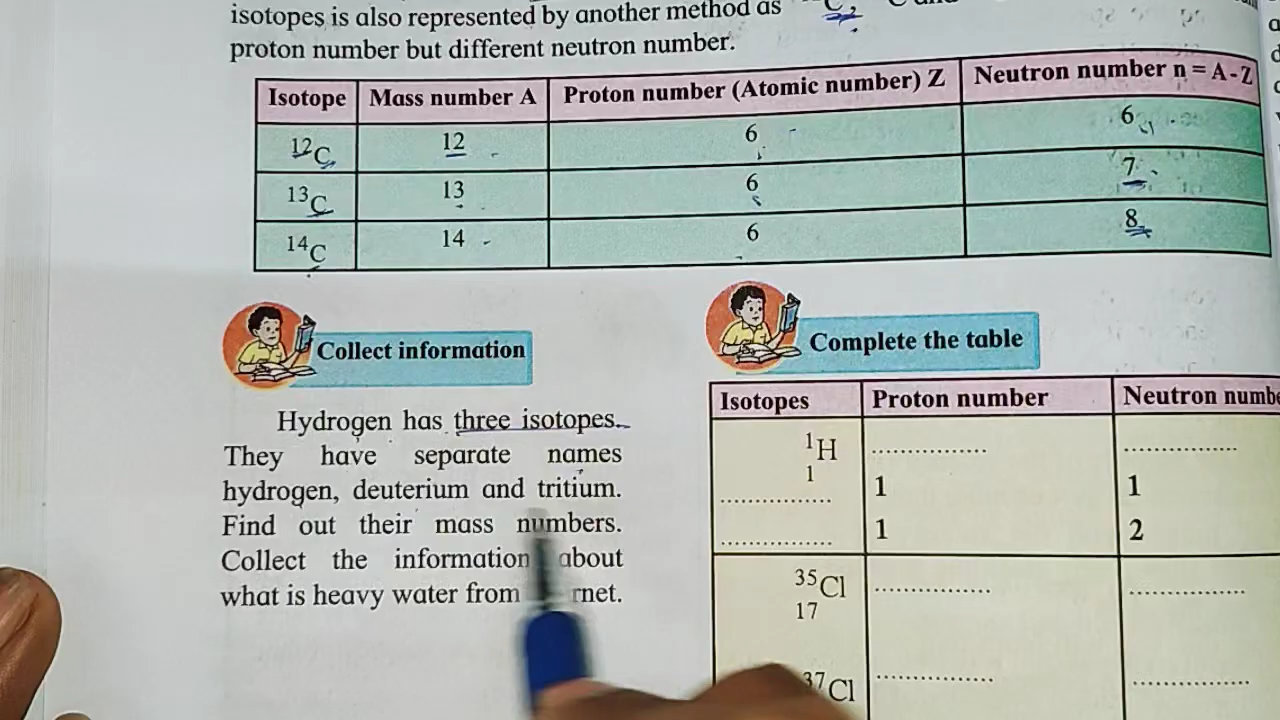 isotopes is also represented by another method as
proton number but different neutron number.
Isotope Mass number A Proton number (Atomic number) Z Neutron number n = A - Z
12C 12 6 6
13C 13 6 7
14C 14 6 8
Collect information
Hydrogen has three isotopes.
They have separate names
hydrogen, deuterium and tritium.
Find out their mass numbers.
Collect the information about
what is heavy water from
Complete the table
Isotopes Proton number Neutron
1H ............... ...............
1
............... 1 1
............... 1 2
35Cl ............... ...............
17
37Cl ............... ...............